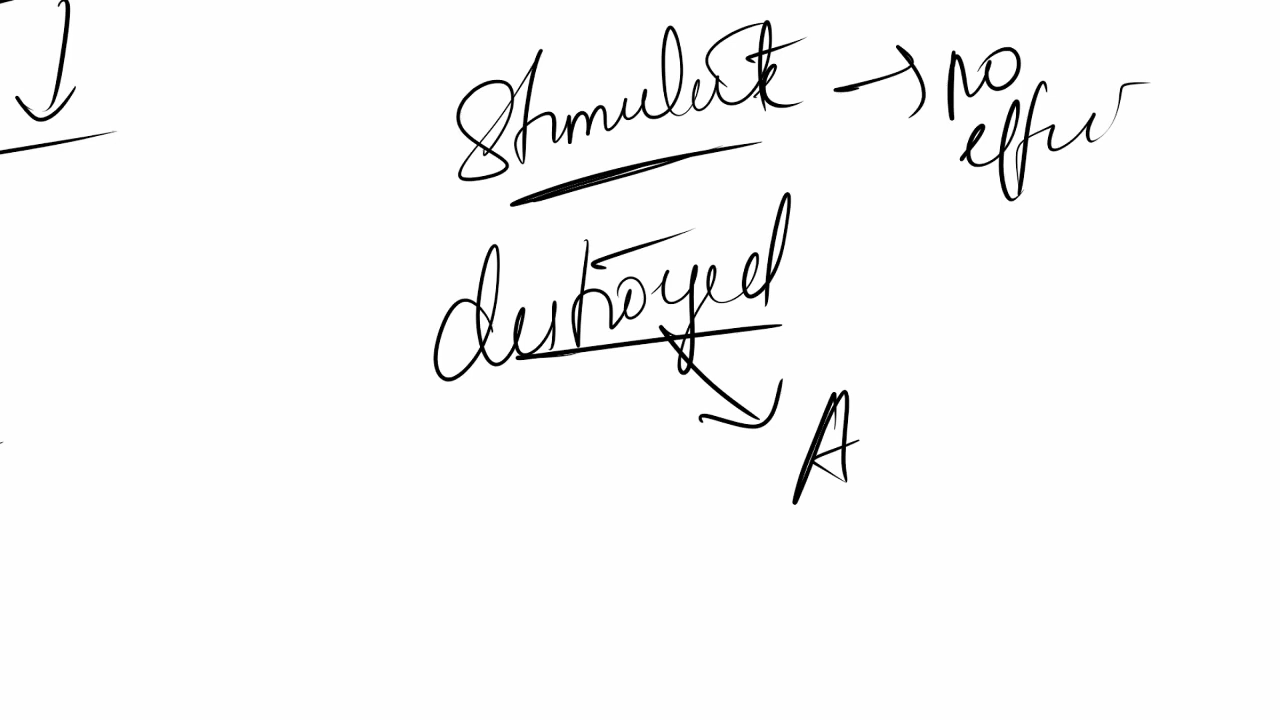 Stimulate → no
effect
destroyed
↘ A